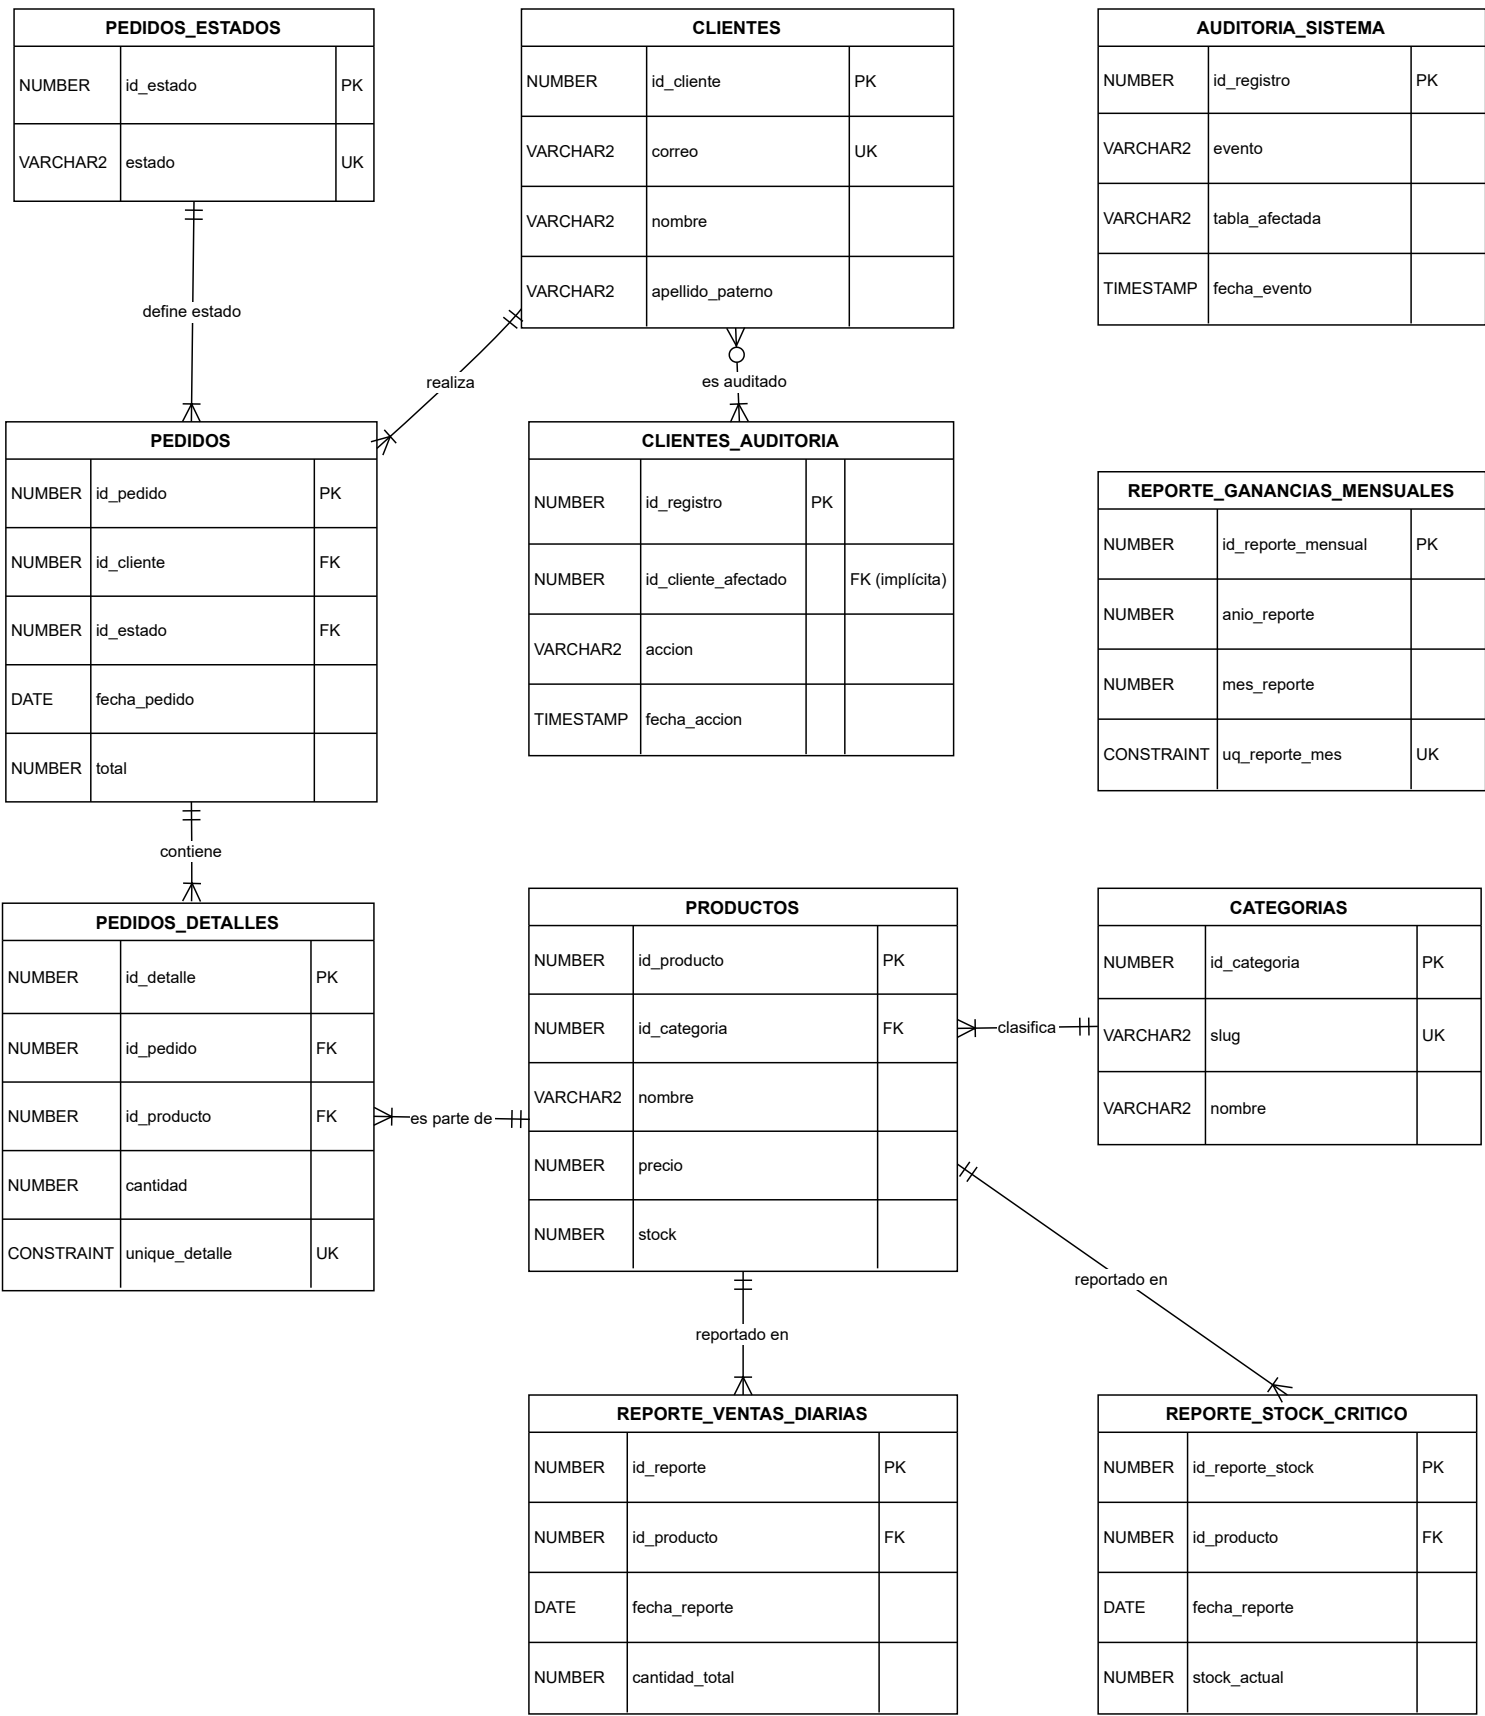 PEDIDOS_ESTADOS
NUMBER id_estado PK
VARCHAR2 estado UK
CLIENTES
NUMBER id_cliente PK
VARCHAR2 correo UK
VARCHAR2 nombre
VARCHAR2 apellido_paterno
AUDITORIA_SISTEMA
NUMBER id_registro PK
VARCHAR2 evento
VARCHAR2 tabla_afectada
TIMESTAMP fecha_evento
define estado
realiza
es auditado
PEDIDOS
NUMBER id_pedido PK
NUMBER id_cliente FK
NUMBER id_estado FK
DATE fecha_pedido
NUMBER total
CLIENTES_AUDITORIA
NUMBER id_registro PK
NUMBER id_cliente_afectado FK (implícita)
VARCHAR2 accion
TIMESTAMP fecha_accion
REPORTE_GANANCIAS_MENSUALES
NUMBER id_reporte_mensual PK
NUMBER anio_reporte
NUMBER mes_reporte
CONSTRAINT uq_reporte_mes UK
contiene
PEDIDOS_DETALLES
NUMBER id_detalle PK
NUMBER id_pedido FK
NUMBER id_producto FK
NUMBER cantidad
CONSTRAINT unique_detalle UK
es parte de
PRODUCTOS
NUMBER id_producto PK
NUMBER id_categoria FK
VARCHAR2 nombre
NUMBER precio
NUMBER stock
clasifica
CATEGORIAS
NUMBER id_categoria PK
VARCHAR2 slug UK
VARCHAR2 nombre
reportado en
reportado en
REPORTE_VENTAS_DIARIAS
NUMBER id_reporte PK
NUMBER id_producto FK
DATE fecha_reporte
NUMBER cantidad_total
REPORTE_STOCK_CRITICO
NUMBER id_reporte_stock PK
NUMBER id_producto FK
DATE fecha_reporte
NUMBER stock_actual